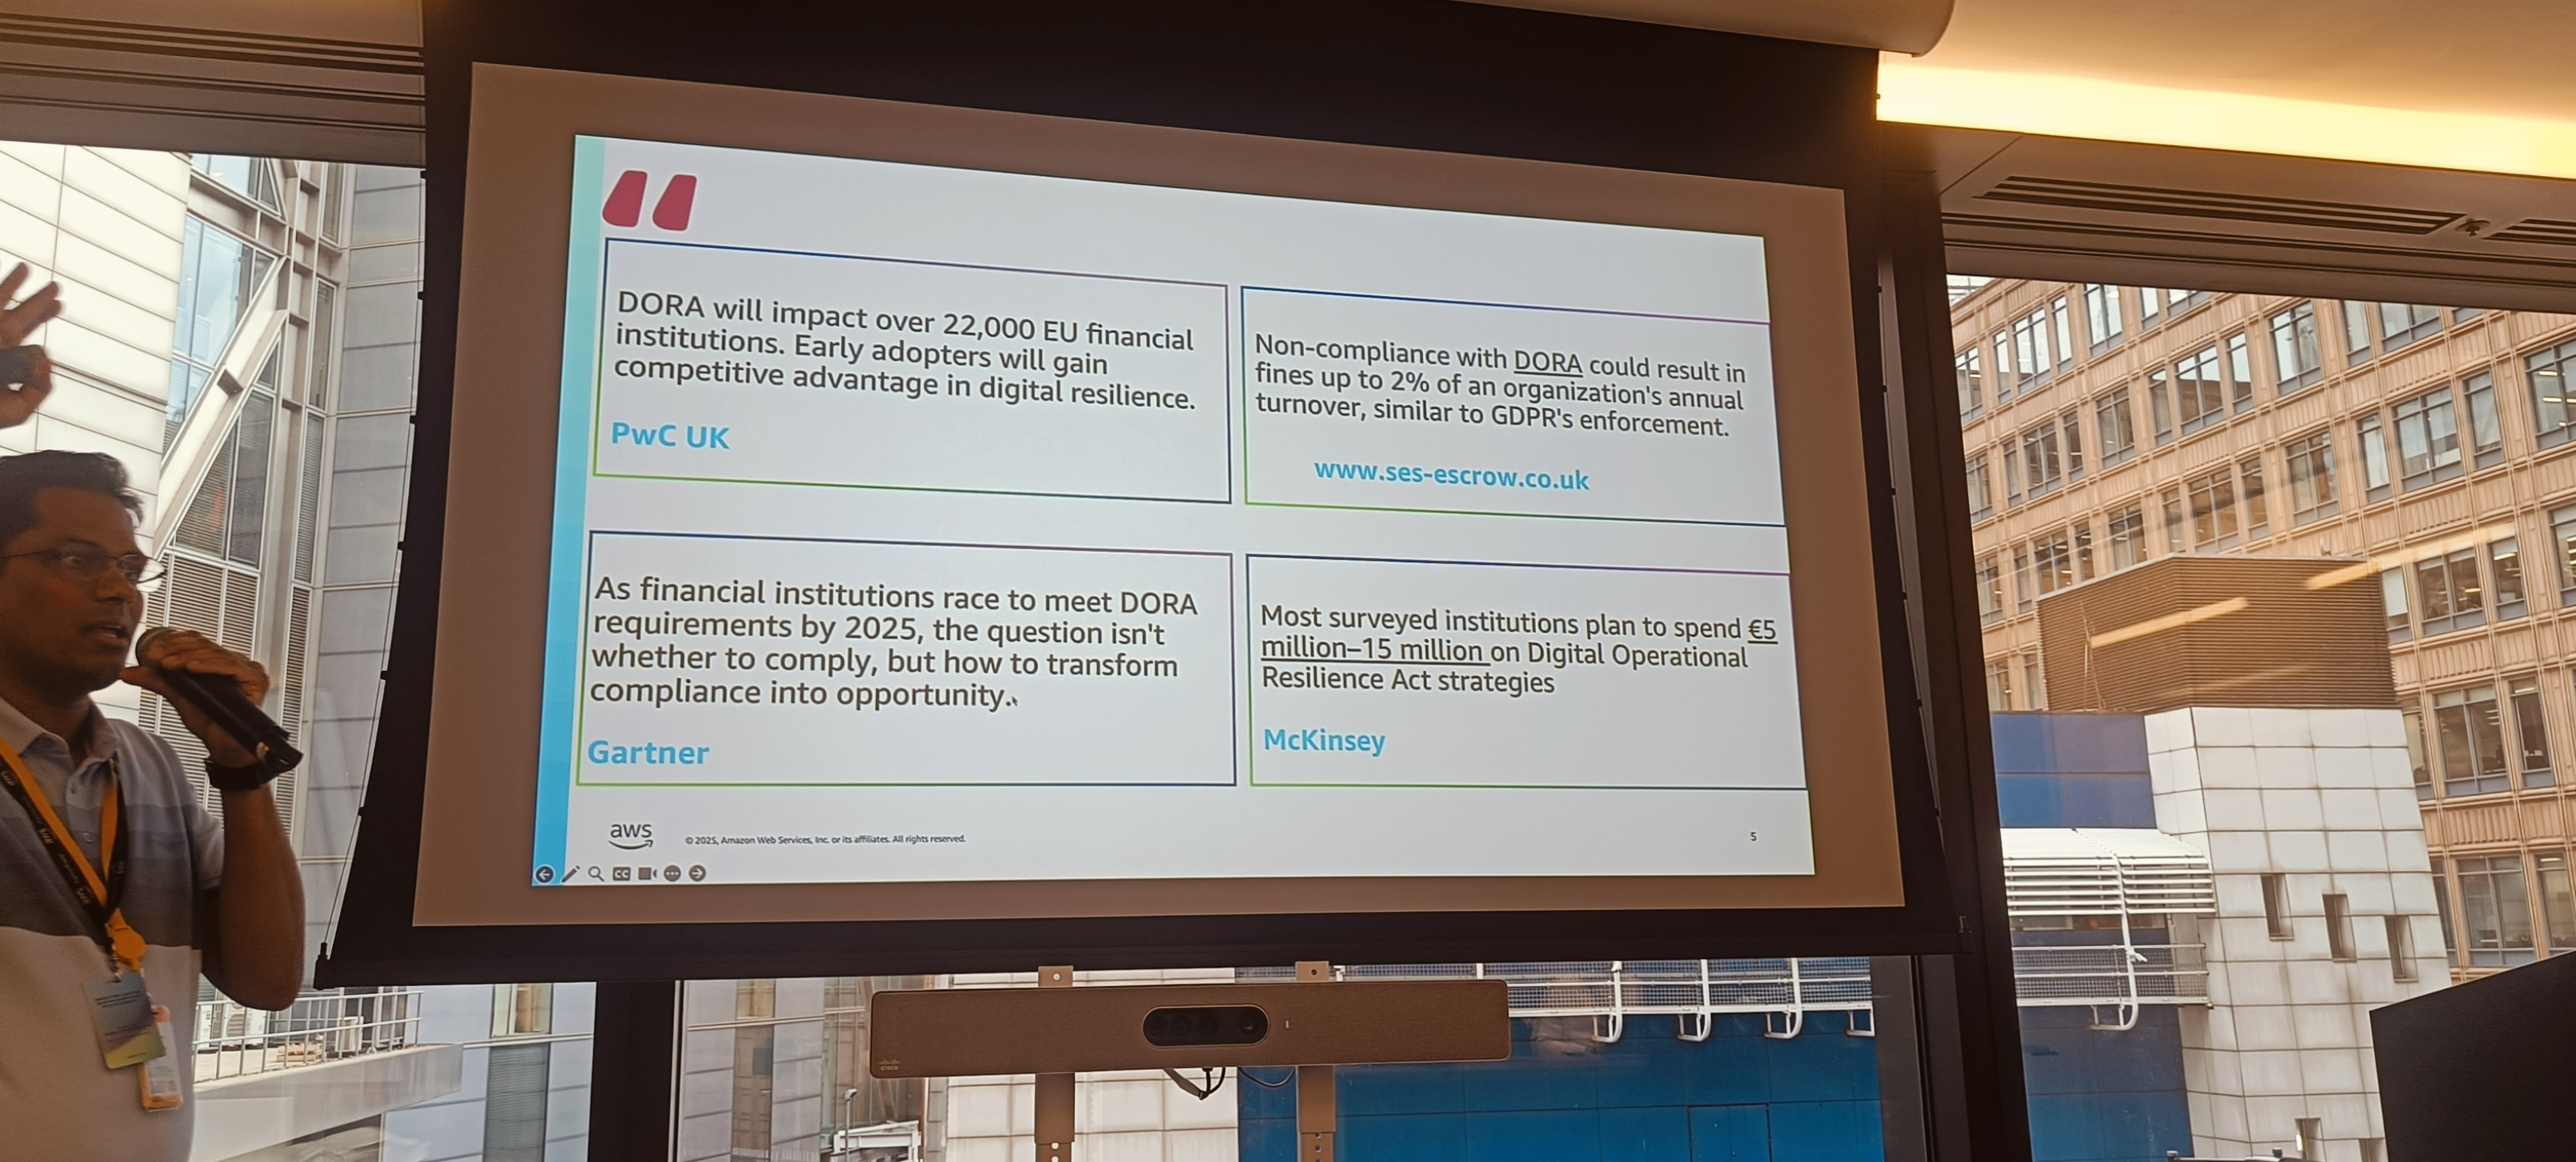 DORA will impact over 22,000 EU financial
institutions. Early adopters will gain
competitive advantage in digital resilience.
PwC UK
Non-compliance with DORA could result in
fines up to 2% of an organization's annual
turnover, similar to GDPR's enforcement.
www.ses-escrow.co.uk
As financial institutions race to meet DORA
requirements by 2025, the question isn't
whether to comply, but how to transform
compliance into opportunity.
Gartner
Most surveyed institutions plan to spend €5
million–15 million on Digital Operational
Resilience Act strategies
McKinsey
aws
© 2025, Amazon Web Services, Inc. or its affiliates. All rights reserved.
5
CC